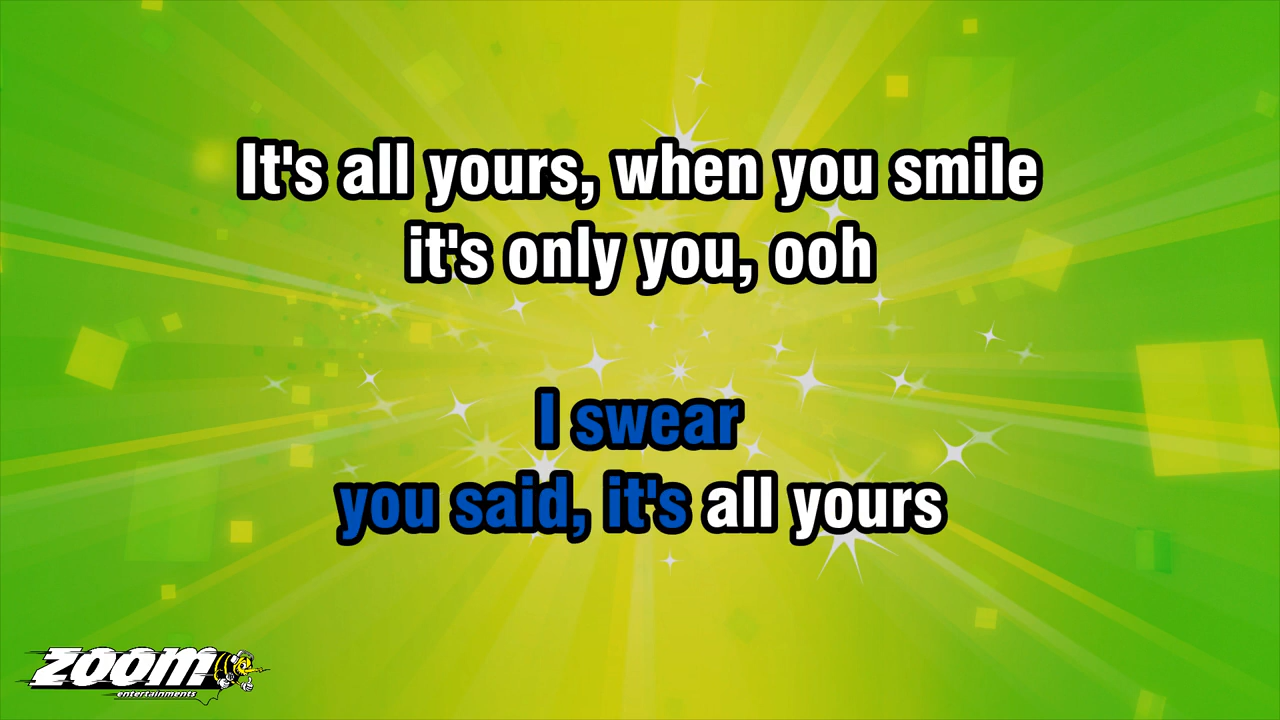 It's all yours, when you smile
it's only you, ooh
I swear
you said, it's all yours
ZOOM
entertainments